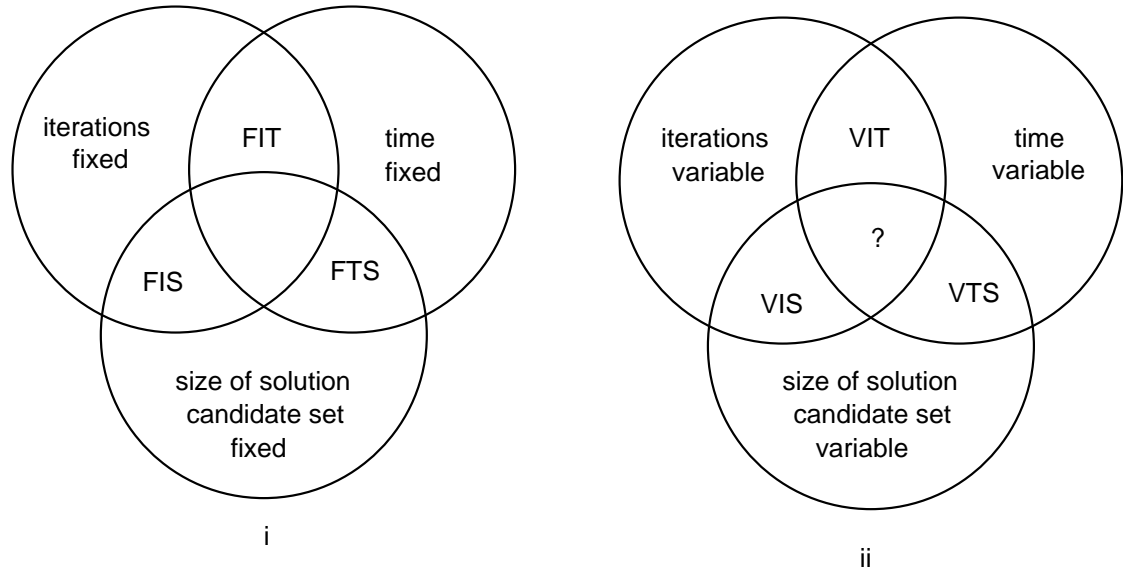 iterations
fixed
FIT
time
fixed
FIS
FTS
size of solution
candidate set
fixed
i
iterations
variable
VIT
time
variable
?
VIS
VTS
size of solution
candidate set
variable
ii